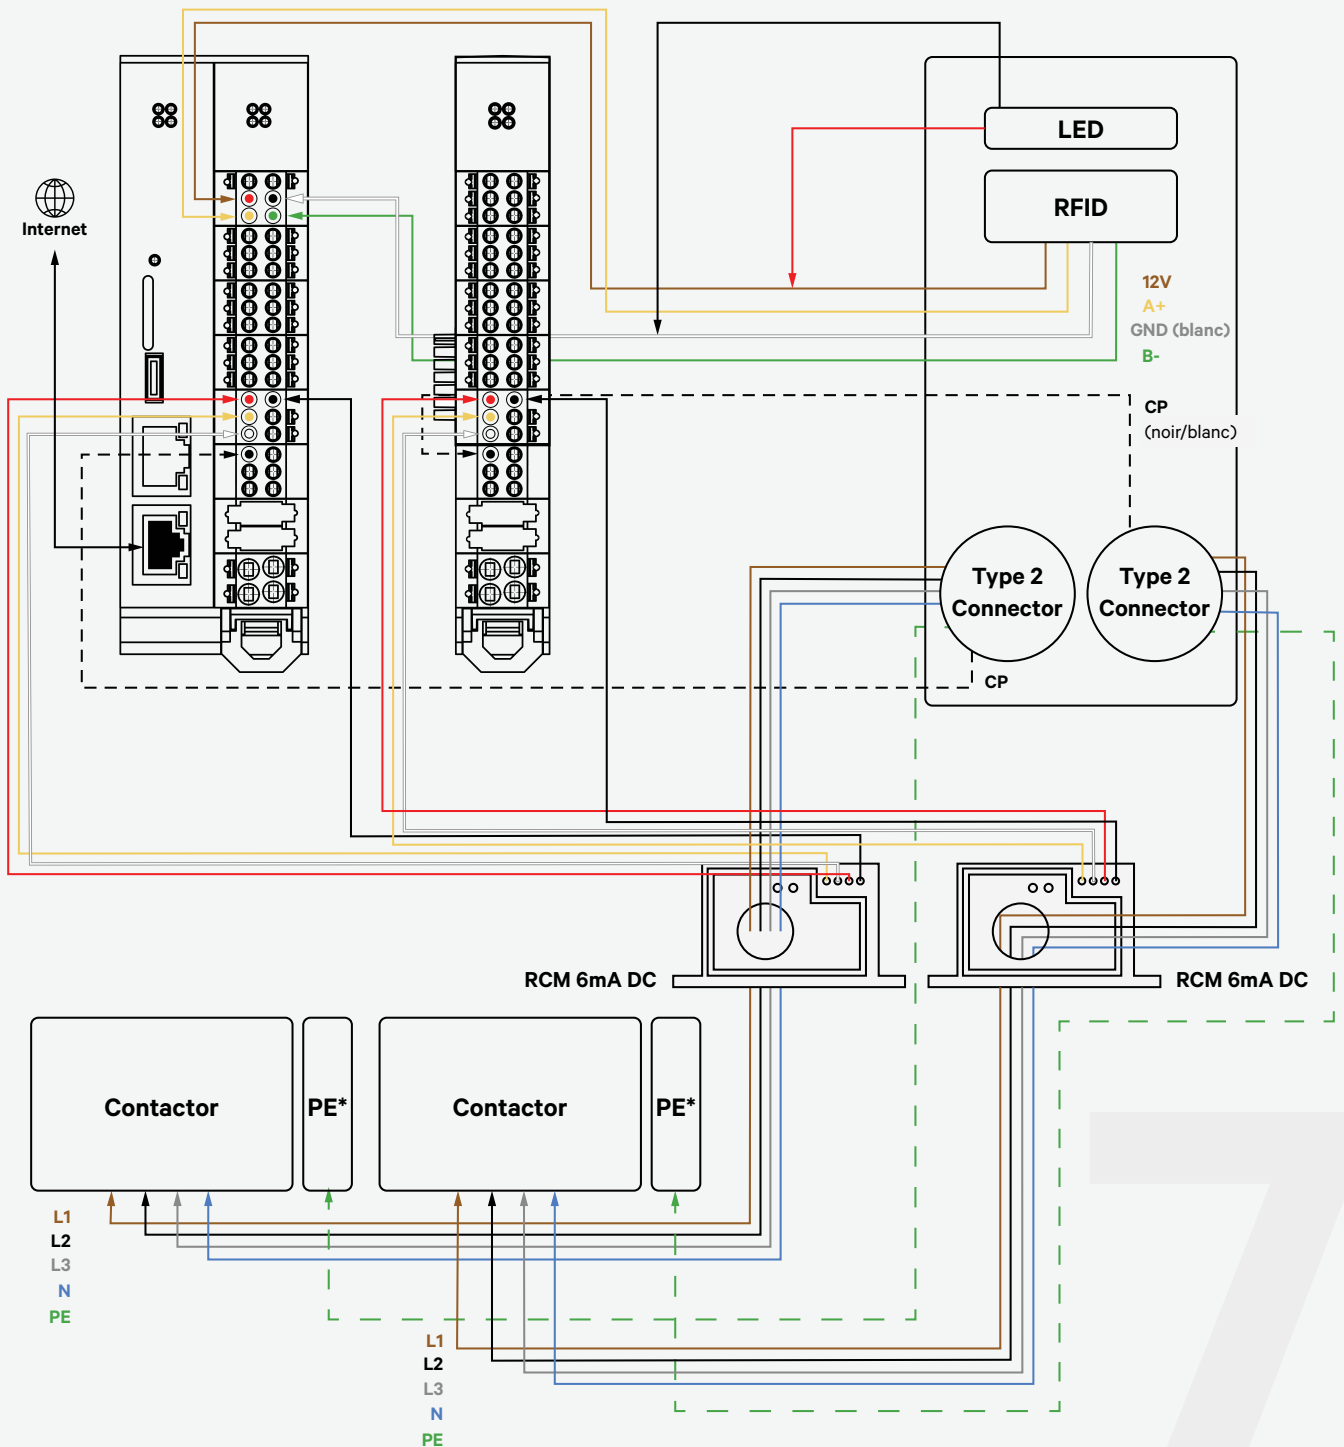 LED
RFID
Internet
12V
A+
GND (blanc)
B-
CP
(noir/blanc)
Type 2
Connector
Type 2
Connector
CP
RCM 6mA DC
RCM 6mA DC
Contactor
PE*
Contactor
PE*
L1
L2
L3
N
PE
L1
L2
L3
N
PE
7